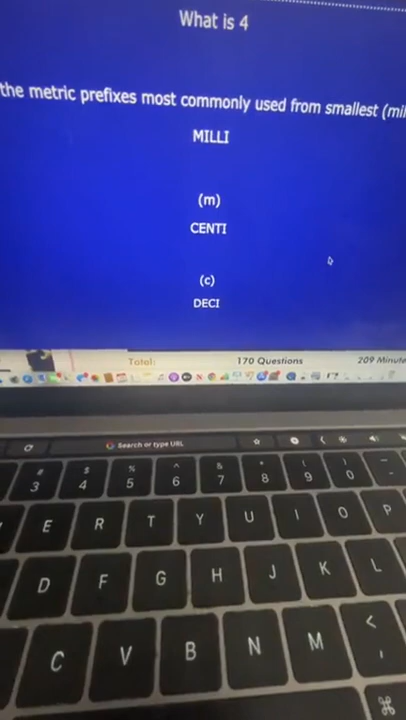 What is 4
the metric prefixes most commonly used from smallest (mil
MILLI
(m)
CENTI
(c)
DECI
Total: 170 Questions 209 Minute
Search or type URL
# $ % ^ & * ( ) —
3 4 5 6 7 8 9 0 -
E R T Y U I O P
D F G H J K L
<
C V B N M ,
⌘